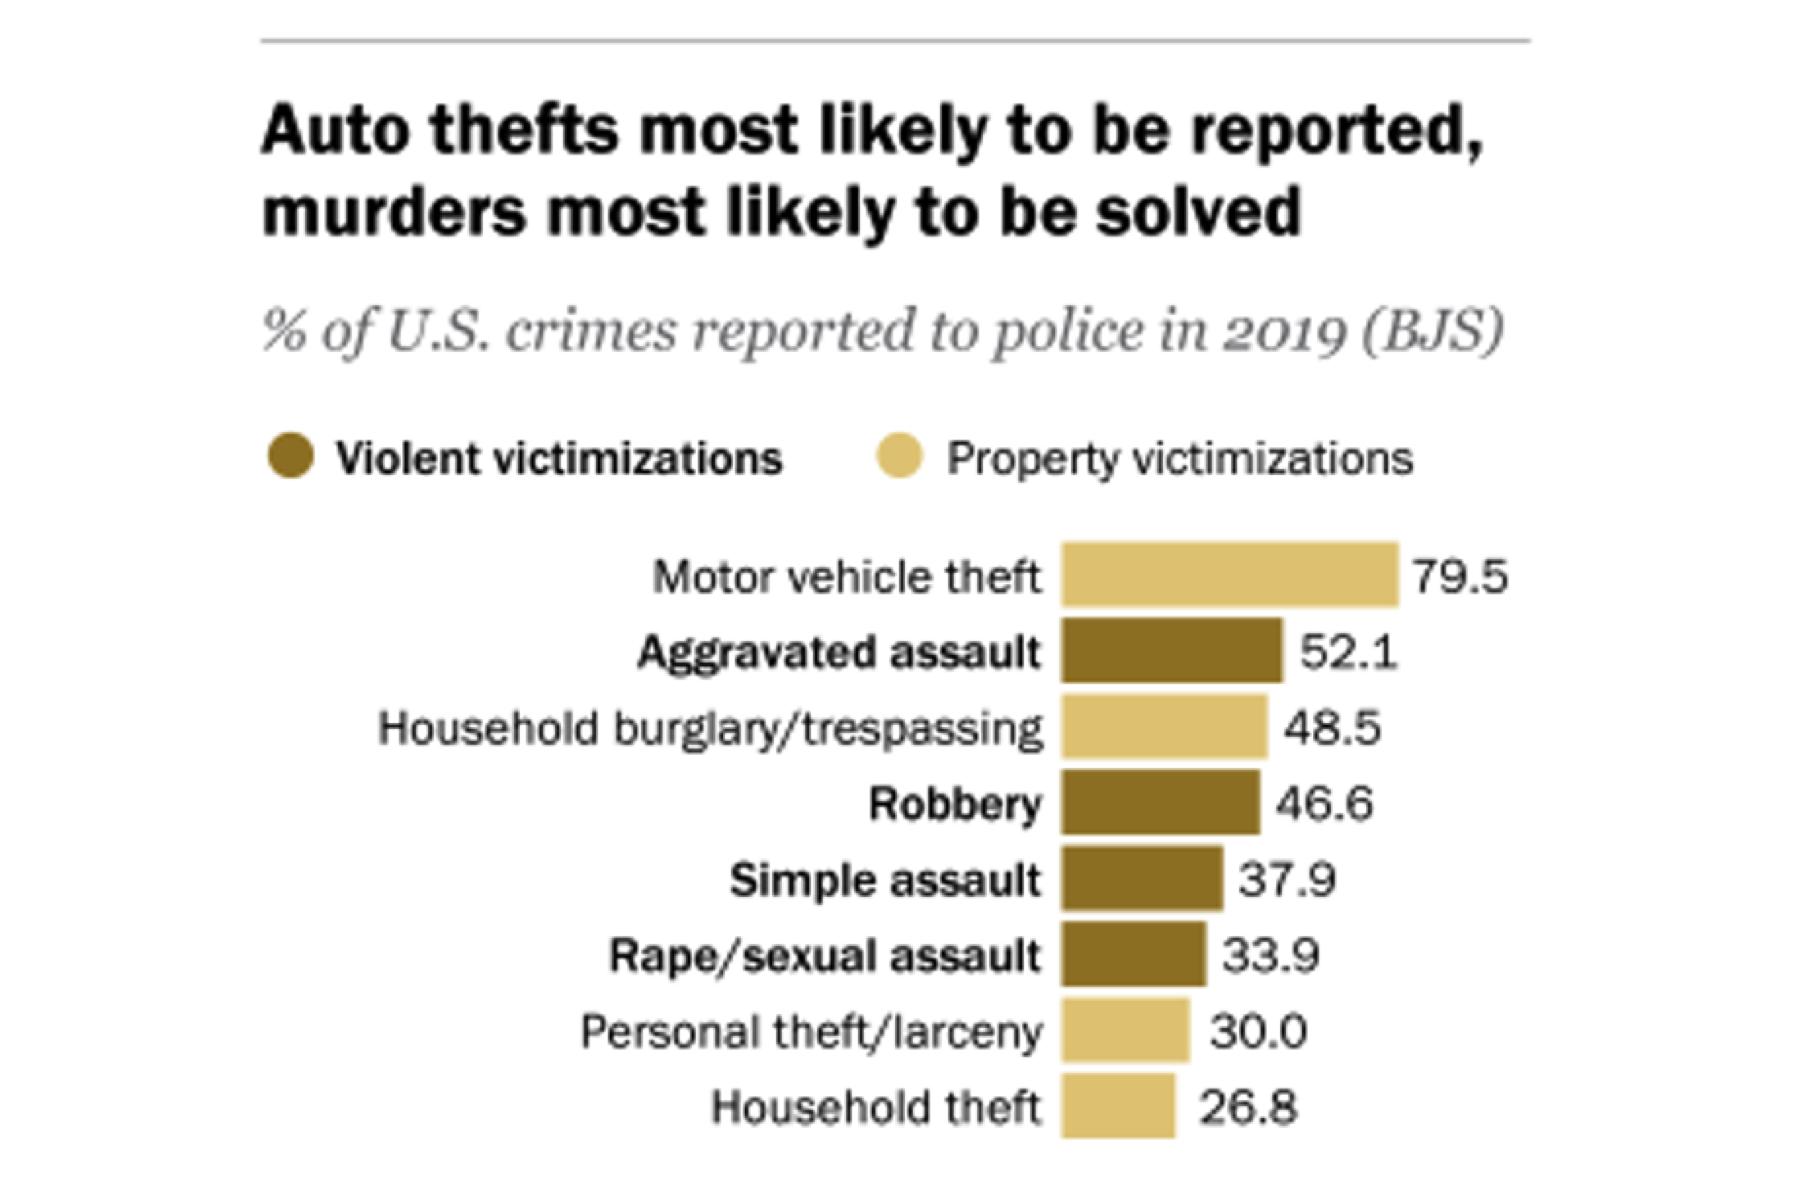 Auto thefts most likely to be reported,
murders most likely to be solved
% of U.S. crimes reported to police in 2019 (BJS)
Violent victimizations Property victimizations
Motor vehicle theft 79.5
Aggravated assault 52.1
Household burglary/trespassing 48.5
Robbery 46.6
Simple assault 37.9
Rape/sexual assault 33.9
Personal theft/larceny 30.0
Household theft 26.8